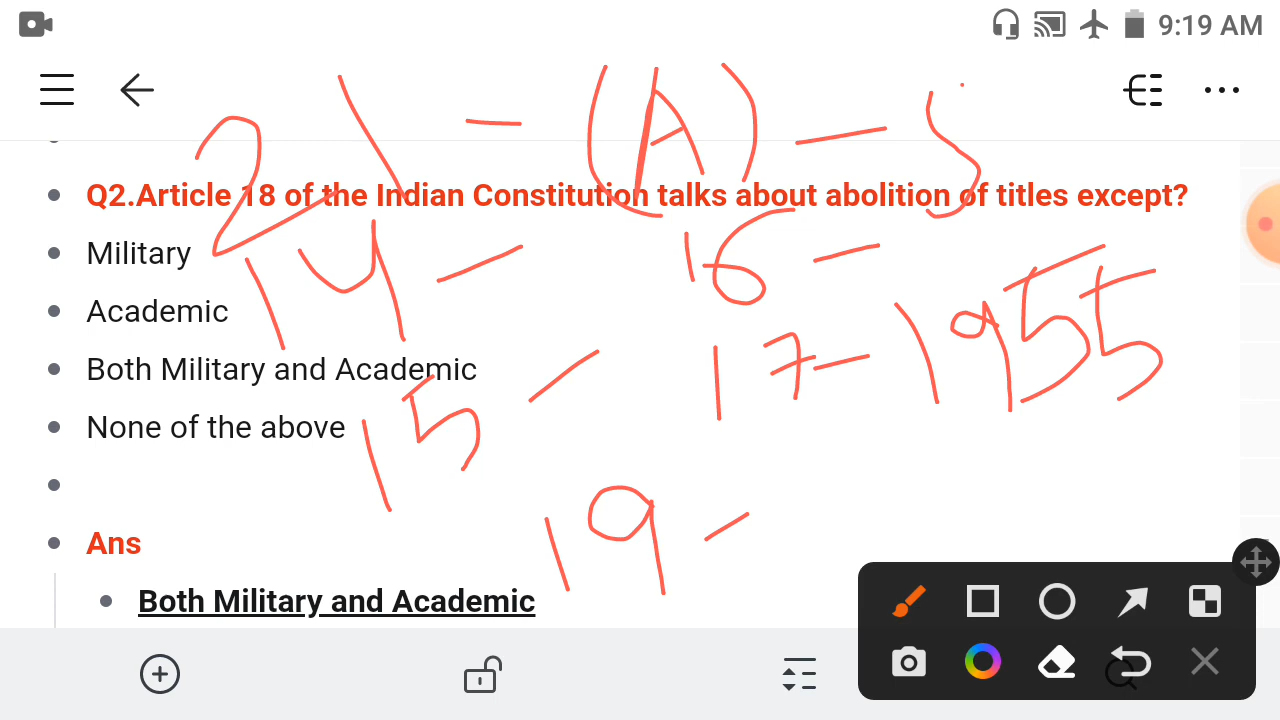 9:19 AM
21 - (A) - 5
Q2.Article 18 of the Indian Constitution talks about abolition of titles except?
Military
14 - 16 -
Academic
17 - 1955
Both Military and Academic
15 -
None of the above
19 -
Ans
Both Military and Academic